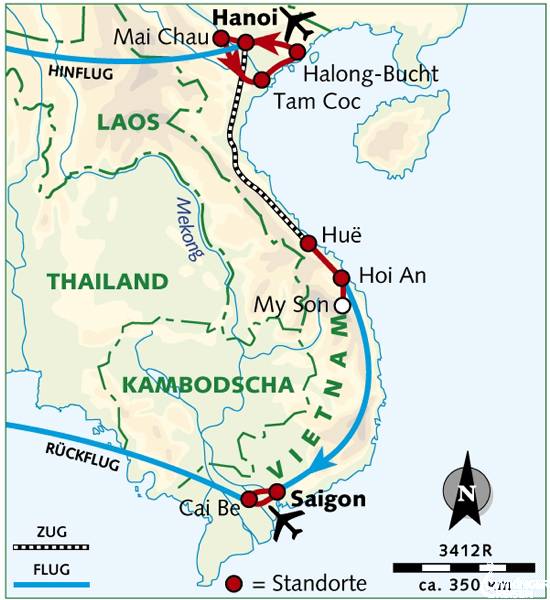 Hanoi
Mai Chau
HINFLUG
Halong-Bucht
Tam Coc
LAOS
Mekong
Huë
THAILAND
Hoi An
My Son
KAMBODSCHA
VIETNAM
RÜCKFLUG
Cai Be
Saigon
N
ZUG
FLUG
3412R
ca. 350 km
= Standorte